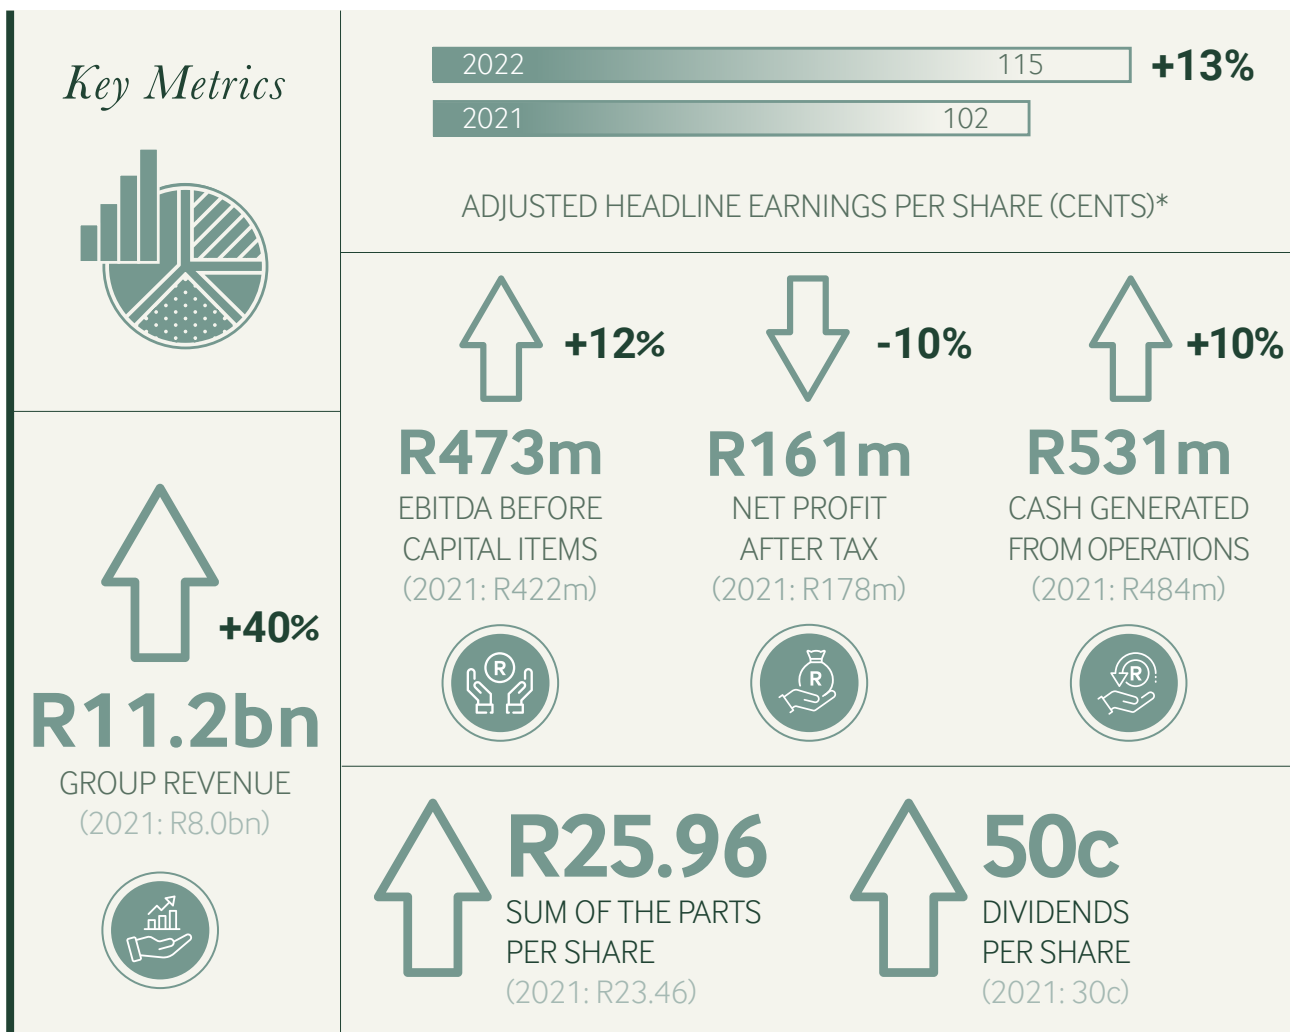 Key Metrics
2022 115 +13%
2021 102
ADJUSTED HEADLINE EARNINGS PER SHARE (CENTS)*
+12%
R473m
EBITDA BEFORE
CAPITAL ITEMS
(2021: R422m)
R
-10%
R161m
NET PROFIT
AFTER TAX
(2021: R178m)
R
+10%
R531m
CASH GENERATED
FROM OPERATIONS
(2021: R484m)
R
+40%
R11.2bn
GROUP REVENUE
(2021: R8.0bn)
R25.96
SUM OF THE PARTS
PER SHARE
(2021: R23.46)
50c
DIVIDENDS
PER SHARE
(2021: 30c)